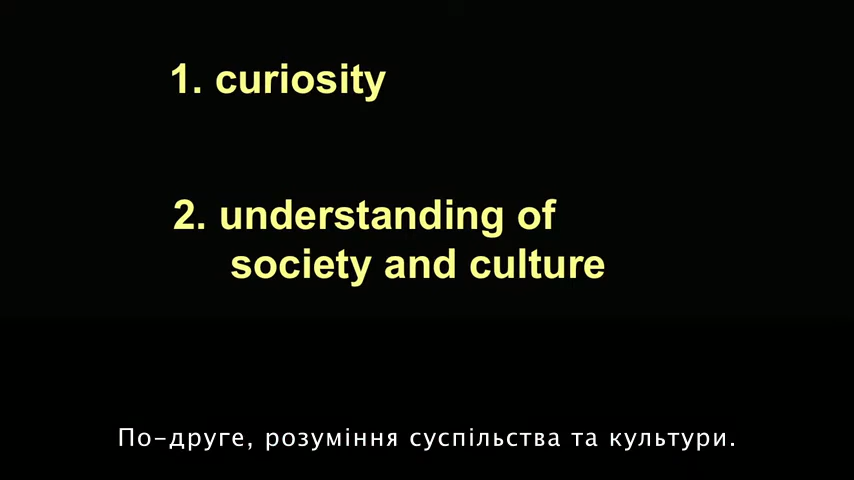 1. curiosity
2. understanding of
society and culture
По-друге, розуміння суспільства та культури.